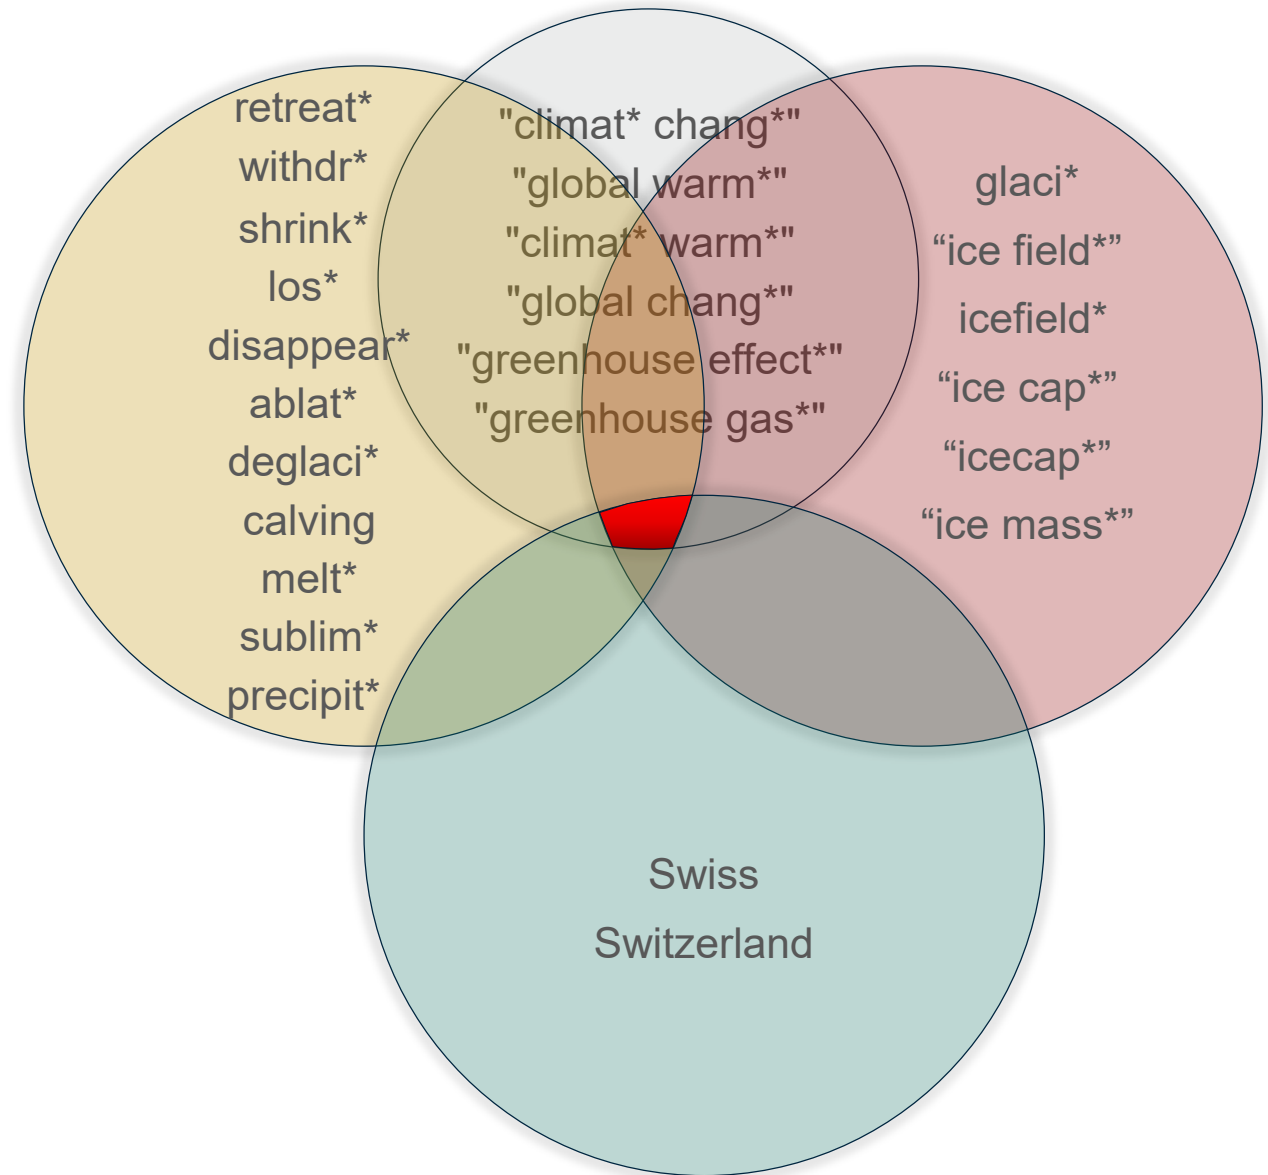 retreat*
withdr*
shrink*
los*
disappear*
ablat*
deglaci*
calving
melt*
sublim*
precipit*
"climat* chang*"
"global warm*"
"climat* warm*"
"global chang*"
"greenhouse effect*"
"greenhouse gas*"
glaci*
“ice field*”
icefield*
“ice cap*”
“icecap*”
“ice mass*”
Swiss
Switzerland